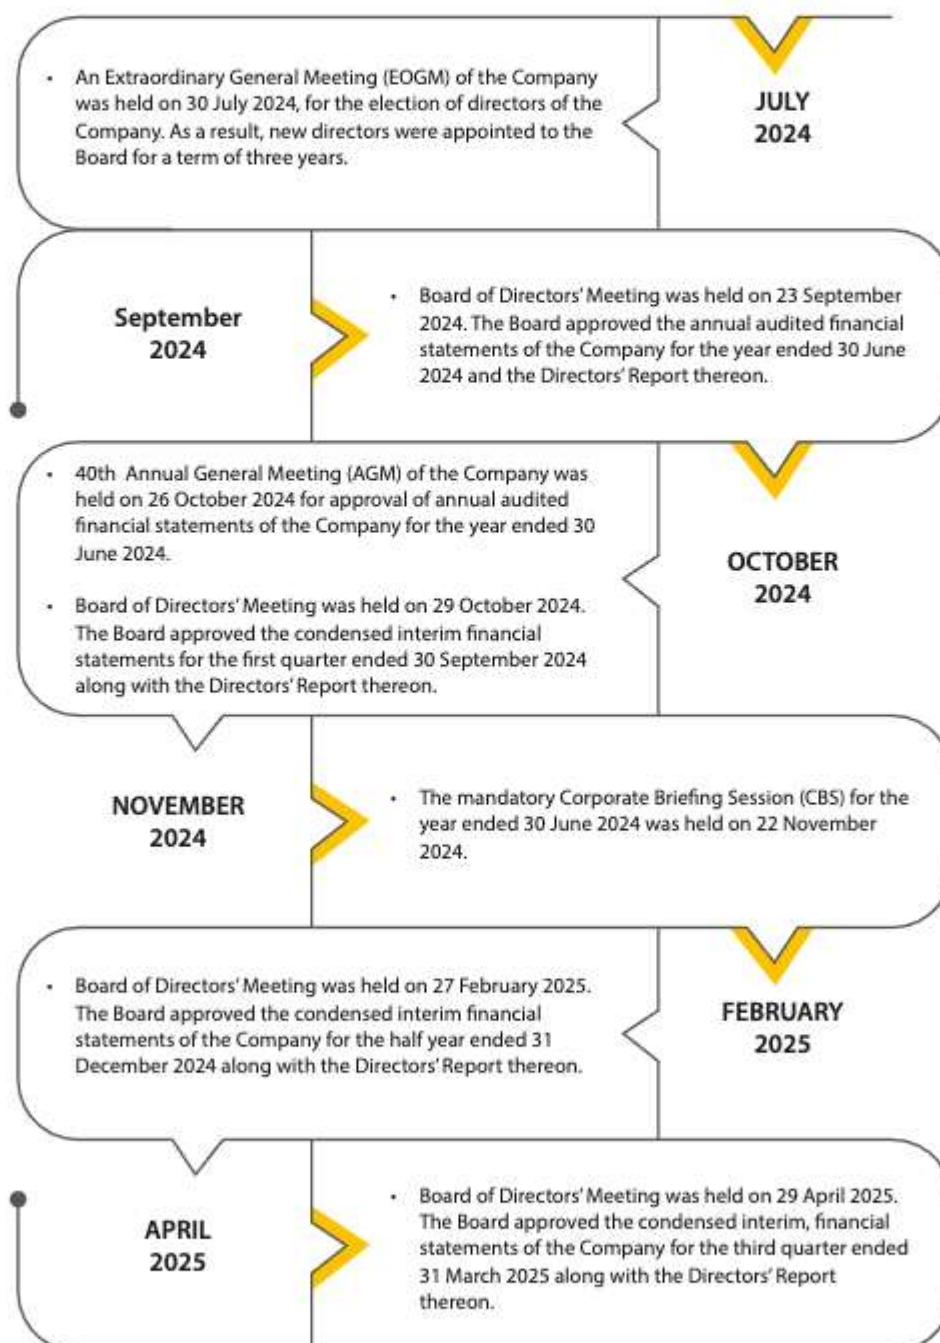 • An Extraordinary General Meeting (EOGM) of the Company
was held on 30 July 2024, for the election of directors of the
Company. As a result, new directors were appointed to the
Board for a term of three years.
JULY
2024
September
2024
• Board of Directors' Meeting was held on 23 September
2024. The Board approved the annual audited financial
statements of the Company for the year ended 30 June
2024 and the Directors' Report thereon.
• 40th Annual General Meeting (AGM) of the Company was
held on 26 October 2024 for approval of annual audited
financial statements of the Company for the year ended 30
June 2024.
• Board of Directors' Meeting was held on 29 October 2024.
The Board approved the condensed interim financial
statements for the first quarter ended 30 September 2024
along with the Directors' Report thereon.
OCTOBER
2024
NOVEMBER
2024
• The mandatory Corporate Briefing Session (CBS) for the
year ended 30 June 2024 was held on 22 November
2024.
• Board of Directors' Meeting was held on 27 February 2025.
The Board approved the condensed interim financial
statements of the Company for the half year ended 31
December 2024 along with the Directors' Report thereon.
FEBRUARY
2025
APRIL
2025
• Board of Directors' Meeting was held on 29 April 2025.
The Board approved the condensed interim, financial
statements of the Company for the third quarter ended
31 March 2025 along with the Directors' Report
thereon.